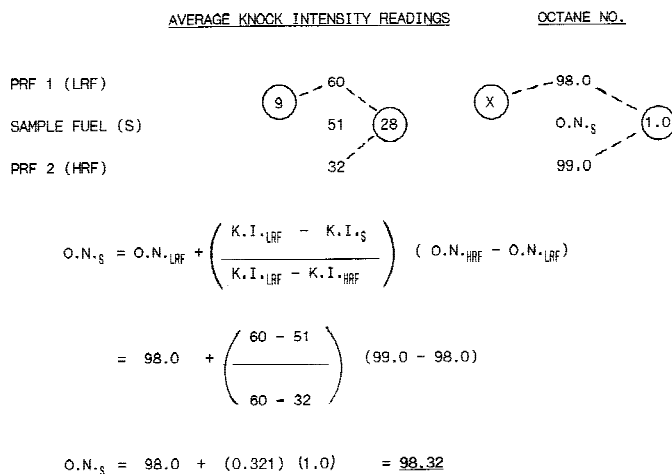 AVERAGE KNOCK INTENSITY READINGS OCTANE NO.
PRF 1 (LRF) 60 98.0
9 X
SAMPLE FUEL (S) 51 28 O.N.S 1.0
PRF 2 (HRF) 32 99.0
O.N.S = O.N.LRF + ( K.I.LRF - K.I.S / K.I.LRF - K.I.HRF ) ( O.N.HRF - O.N.LRF)
= 98.0 + ( 60 - 51 / 60 - 32 ) (99.0 - 98.0)
O.N.S = 98.0 + (0.321) (1.0) = 98.32